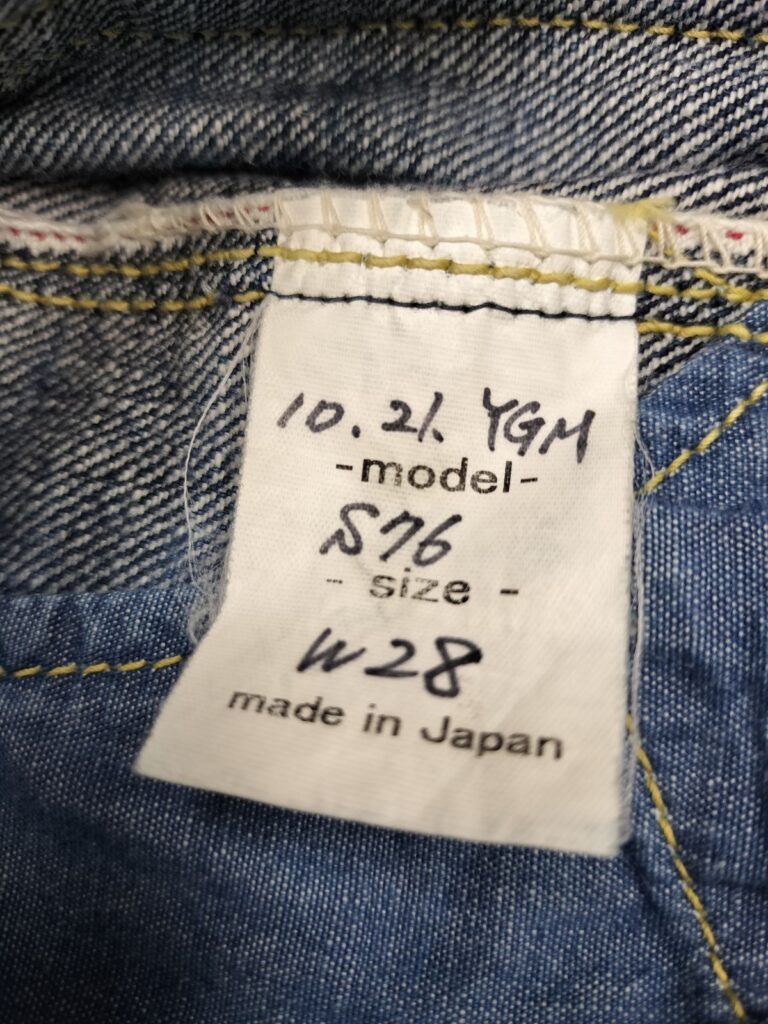 10.21. YGM
-model-
S76
- size -
W28
made in Japan